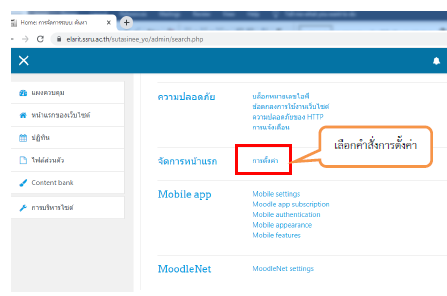 Home: การจัดการระบบ: ค้นหา
elarit.ssru.ac.th/sutasinee_yo/admin/search.php
แผงควบคุม
หน้าแรกของเว็บไซต์
ปฏิทิน
ไฟล์ส่วนตัว
Content bank
การบริหารไซต์
ความปลอดภัย
บล็อกหมายเลขไอพี
ข้อตกลงการใช้งานเว็บไซต์
ความปลอดภัยของ HTTP
การแจ้งเตือน
จัดการหน้าแรก
การตั้งค่า
เลือกคำสั่งการตั้งค่า
Mobile app
Mobile settings
Moodle app subscription
Mobile authentication
Mobile appearance
Mobile features
MoodleNet
MoodleNet settings